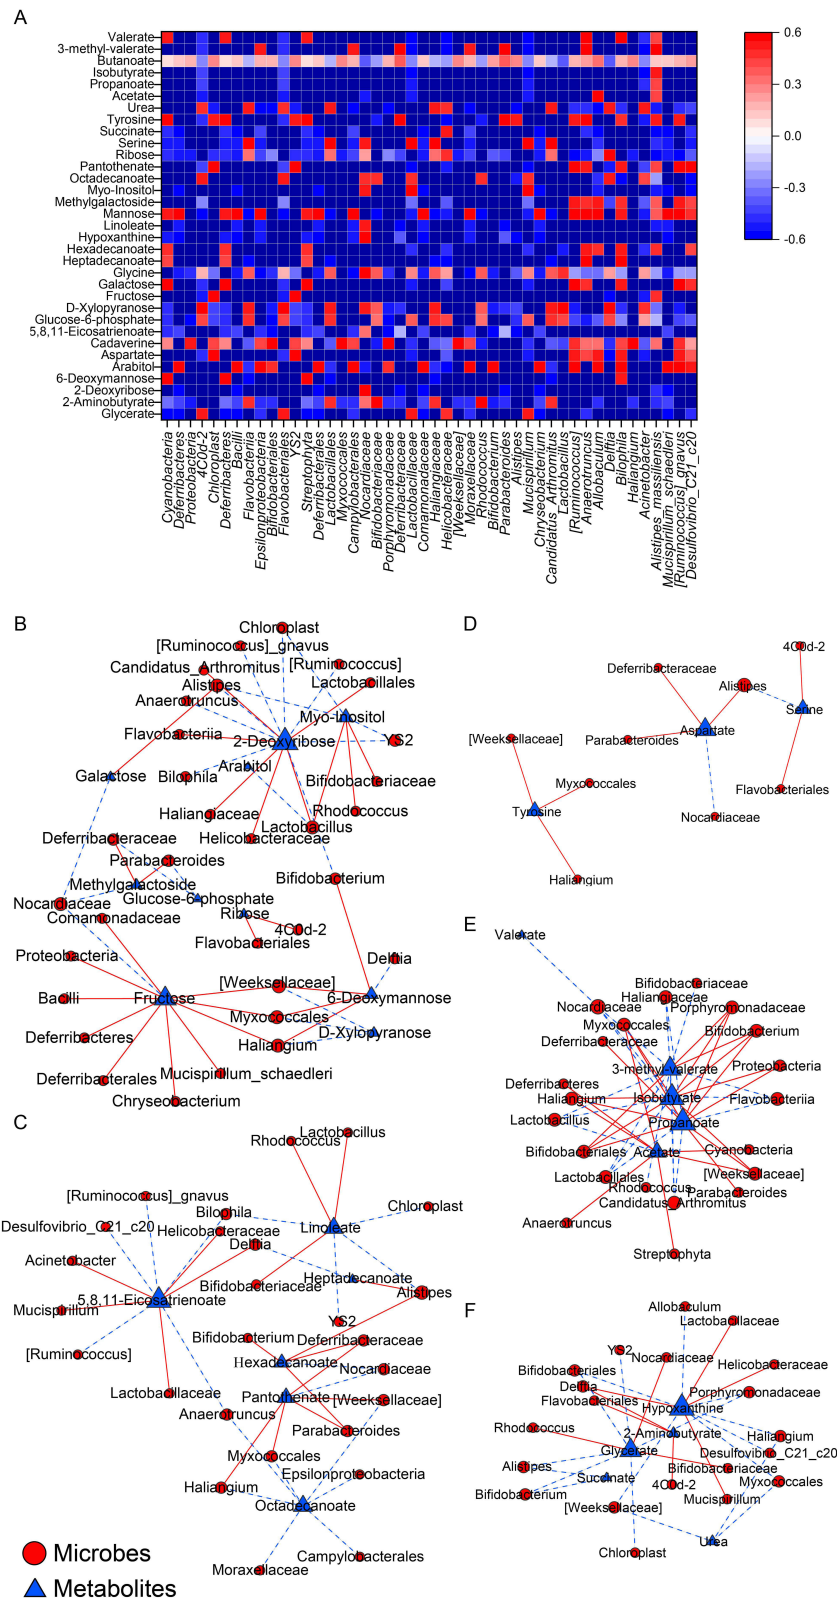 A
Valerate
3-methyl-valerate
Butanoate
Isobutyrate
Propanoate
Acetate
Urea
Tyrosine
Succinate
Serine
Ribose
Pantothenate
Octadecanoate
Myo-Inositol
Methylgalactoside
Mannose
Linoleate
Hypoxanthine
Hexadecanoate
Heptadecanoate
Glycine
Galactose
Fructose
D-Xylopyranose
Glucose-6-phosphate
5,8,11-Eicosatrienoate
Cadaverine
Aspartate
Arabitol
6-Deoxymannose
2-Deoxyribose
2-Aminobutyrate
Glycerate
0.6
0.3
0.0
-0.3
-0.6
Cyanobacteria
Deferribacteres
Proteobacteria
4C0d-2
Chloroplast
Deferribacteres
Bacilli
Flavobacteriia
Epsilonproteobacteria
Bifidobacteriales
Flavobacteriales
YS2
Streptophyta
Deferribacterales
Lactobacillales
Myxococcales
Campylobacterales
Nocardiaceae
Bifidobacteriaceae
Porphyromonadaceae
Deferribacteraceae
Lactobacillaceae
Comamonadaceae
Haliangiaceae
Helicobacteraceae
[Weeksellaceae]
Moraxellaceae
Rhodococcus
Bifidobacterium
Parabacteroides
Alistipes
Mucispirillum
Chryseobacterium
Candidatus_Arthromitus
Lactobacillus
[Ruminococcus]
Anaerotruncus
Allobaculum
Delftia
Bilophila
Haliangium
Acinetobacter
Alistipes_massiliensis
Mucispirillum_schaedleri
[Ruminococcus]_gnavus
Desulfovibrio_C21_c20
B
Chloroplast
[Ruminococcus]_gnavus
Candidatus_Arthromitus
[Ruminococcus]
Alistipes
Lactobacillales
Anaerotruncus
Myo-Inositol
Flavobacteriia
2-Deoxyribose
YS2
Arabitol
Galactose
Bilophila
Bifidobacteriaceae
Haliangiaceae
Rhodococcus
Lactobacillus
Deferribacteraceae
Helicobacteraceae
Parabacteroides
Bifidobacterium
Methylgalactoside
Glucose-6-phosphate
Nocardiaceae
Ribose
Comamonadaceae
4C0d-2
Flavobacteriales
Proteobacteria
Delftia
[Weeksellaceae]
Bacilli
Fructose
6-Deoxymannose
Myxococcales
D-Xylopyranose
Deferribacteres
Haliangium
Deferribacterales
Mucispirillum_schaedleri
Chryseobacterium
C
Lactobacillus
Rhodococcus
[Ruminococcus]_gnavus
Chloroplast
Bilophila
Desulfovibrio_C21_c20
Helicobacteraceae
Linoleate
Delftia
Acinetobacter
Heptadecanoate
Bifidobacteriaceae
Alistipes
5,8,11-Eicosatrienoate
Mucispirillum
YS2
Bifidobacterium
Deferribacteraceae
[Ruminococcus]
Hexadecanoate
Nocardiaceae
Lactobacillaceae
Pantothenate
[Weeksellaceae]
Anaerotruncus
Parabacteroides
Myxococcales
Epsilonproteobacteria
Haliangium
Octadecanoate
Campylobacterales
Moraxellaceae
D
4C0d-2
Deferribacteraceae
Alistipes
Serine
Aspartate
[Weeksellaceae]
Parabacteroides
Myxococcales
Flavobacteriales
Tyrosine
Nocardiaceae
Haliangium
E
Valerate
Bifidobacteriaceae
Haliangiaceae
Nocardiaceae
Porphyromonadaceae
Myxococcales
Bifidobacterium
Deferribacteraceae
3-methyl-valerate
Proteobacteria
Deferribacteres
Haliangium
Isobutyrate
Flavobacteriia
Lactobacillus
Propanoate
Bifidobacteriales
Acetate
Cyanobacteria
Lactobacillales
[Weeksellaceae]
Rhodococcus
Parabacteroides
Candidatus_Arthromitus
Anaerotruncus
Streptophyta
F
Allobaculum
Lactobacillaceae
YS2
Nocardiaceae
Helicobacteraceae
Bifidobacteriales
Delftia
Porphyromonadaceae
Flavobacteriales
Hypoxanthine
Rhodococcus
2-Aminobutyrate
Haliangium
Glycerate
Desulfovibrio_C21_c20
Alistipes
Bifidobacteriaceae
Succinate
4C0d-2
Myxococcales
Bifidobacterium
Mucispirillum
[Weeksellaceae]
Urea
Chloroplast
Microbes
Metabolites